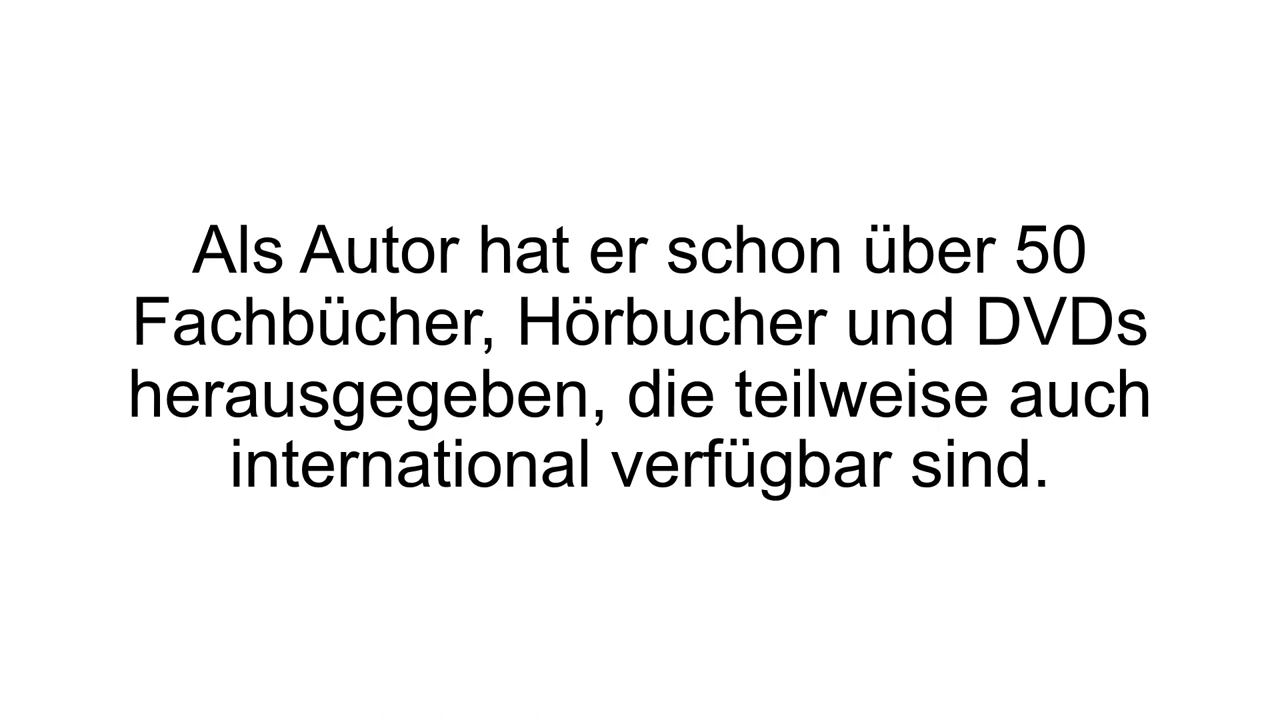 Als Autor hat er schon über 50
Fachbücher, Hörbucher und DVDs
herausgegeben, die teilweise auch
international verfügbar sind.